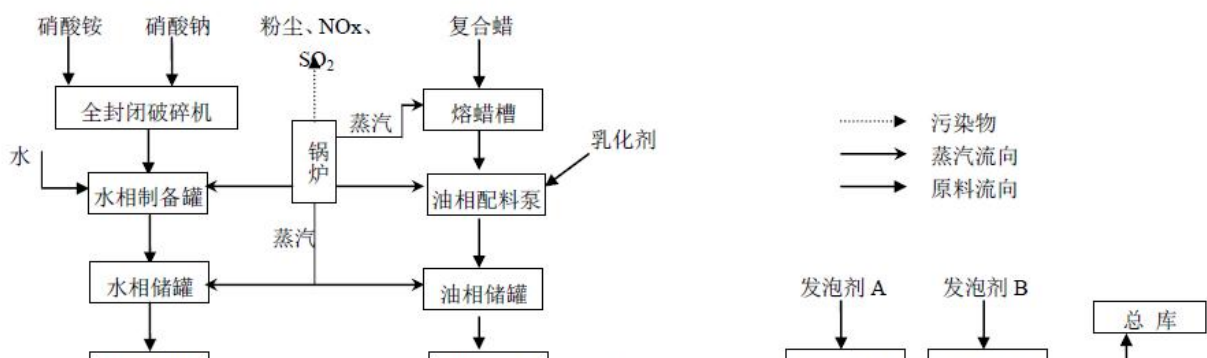 硝酸铵
硝酸钠
粉尘、NOx、
SO2
复合蜡
全封闭破碎机
蒸汽
熔蜡槽
污染物
锅炉
乳化剂
蒸汽流向
水
水相制备罐
油相配料泵
原料流向
蒸汽
水相储罐
油相储罐
发泡剂 A
发泡剂 B
总 库